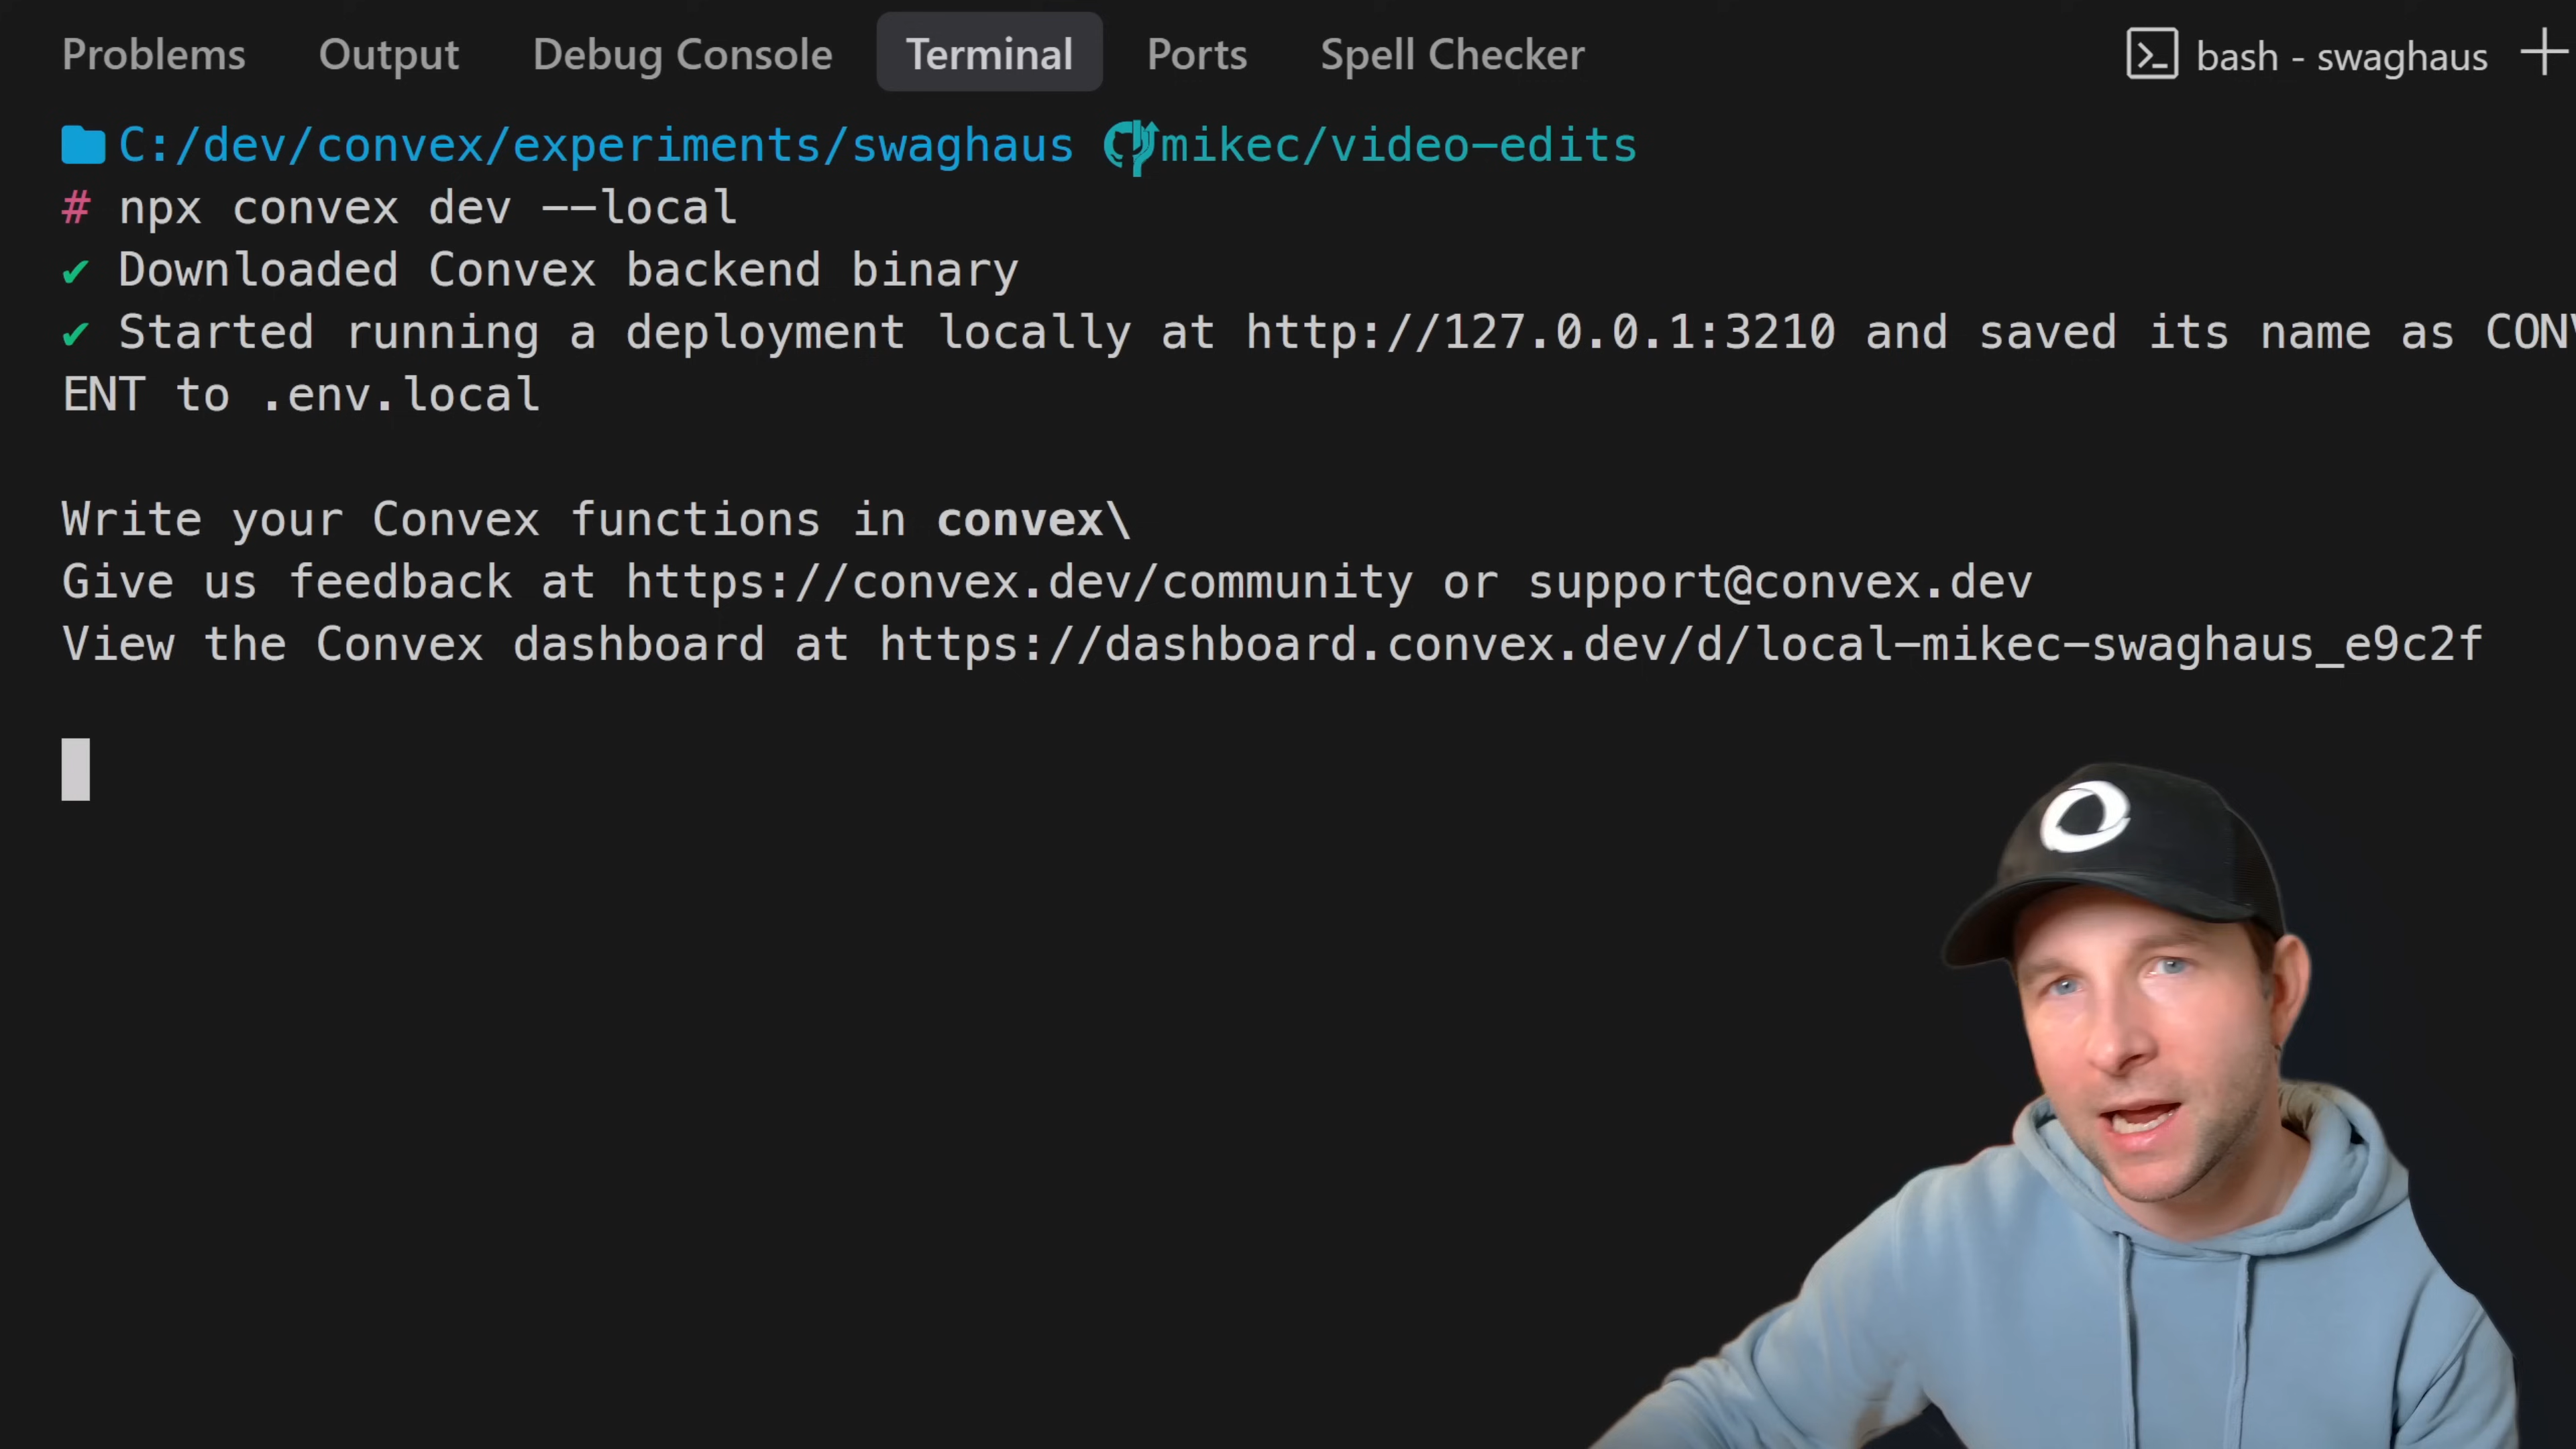 Problems Output Debug Console Terminal Ports Spell Checker bash - swaghaus
C:/dev/convex/experiments/swaghaus mikec/video-edits
# npx convex dev --local
✔ Downloaded Convex backend binary
✔ Started running a deployment locally at http://127.0.0.1:3210 and saved its name as CONV
ENT to .env.local
Write your Convex functions in convex\
Give us feedback at https://convex.dev/community or support@convex.dev
View the Convex dashboard at https://dashboard.convex.dev/d/local-mikec-swaghaus_e9c2f